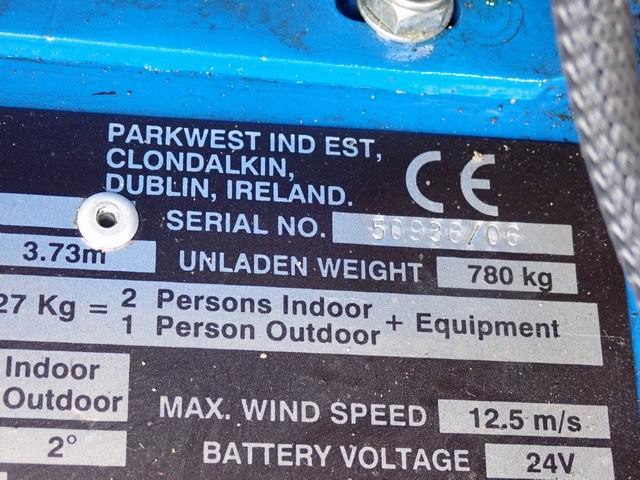 PARKWEST IND EST,
CLONDALKIN,
DUBLIN, IRELAND.
CE
SERIAL NO. 50936/06
3.73m
UNLADEN WEIGHT 780 kg
27 Kg = 2 Persons Indoor
1 Person Outdoor + Equipment
Indoor
Outdoor
MAX. WIND SPEED 12.5 m/s
2°
BATTERY VOLTAGE 24V